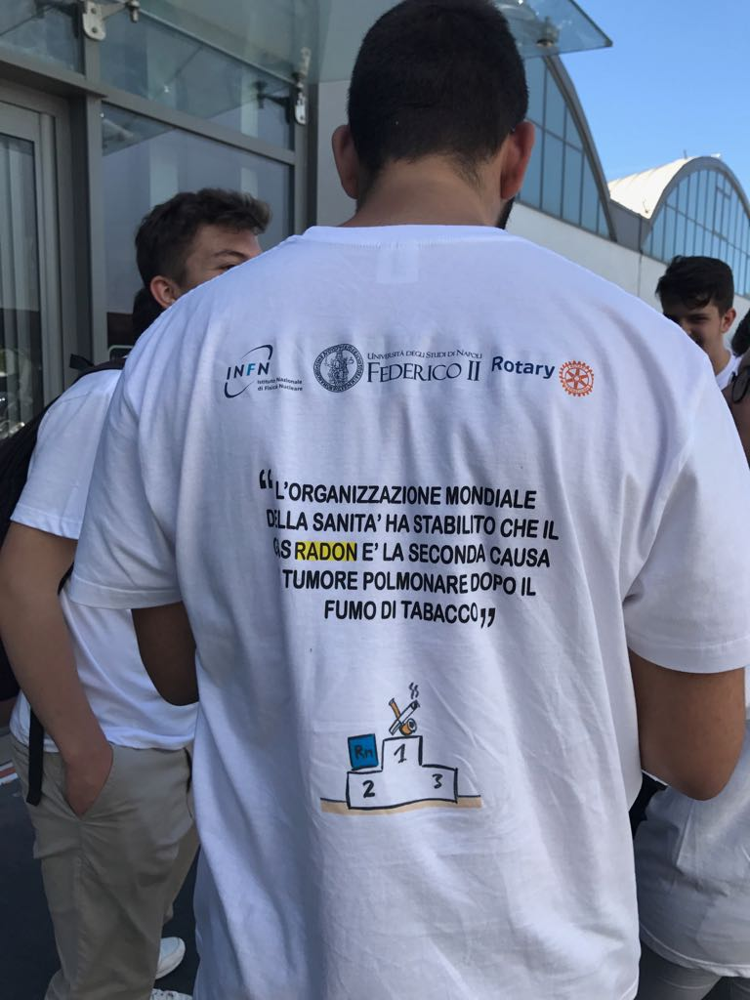 INFN
Istituto Nazionale
di Fisica Nucleare
UNIVERSITÀ DEGLI STUDI DI NAPOLI
FEDERICO II
Rotary
“L'ORGANIZZAZIONE MONDIALE
DELLA SANITA' HA STABILITO CHE IL
GAS RADON E' LA SECONDA CAUSA
TUMORE POLMONARE DOPO IL
FUMO DI TABACCO„
Rn
1
2
3